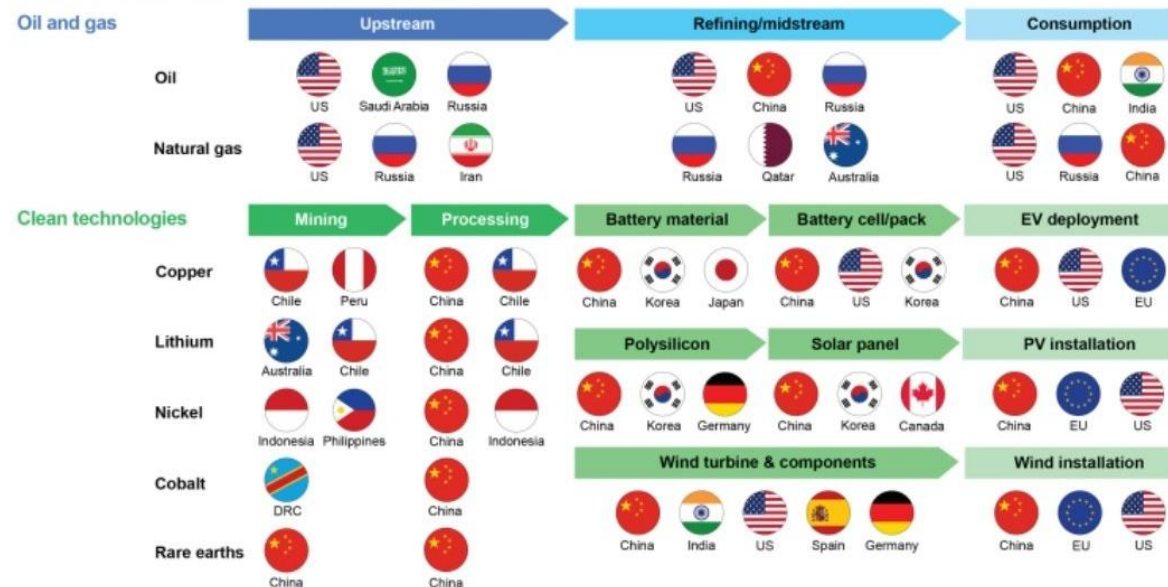 Oil and gas Upstream Refining/midstream Consumption
Oil
US Saudi Arabia Russia US China Russia US China India
Natural gas
US Russia Iran Russia Qatar Australia US Russia China
Clean technologies Mining Processing Battery material Battery cell/pack EV deployment
Copper
Chile Peru China Chile China Korea Japan China US Korea China US EU
Lithium Polysilicon Solar panel PV installation
Australia Chile China Chile
Nickel China Korea Germany China Korea Canada China EU US
Indonesia Philippines China Indonesia
Wind turbine & components Wind installation
Cobalt
DRC China
China India US Spain Germany China EU US
Rare earths
China China